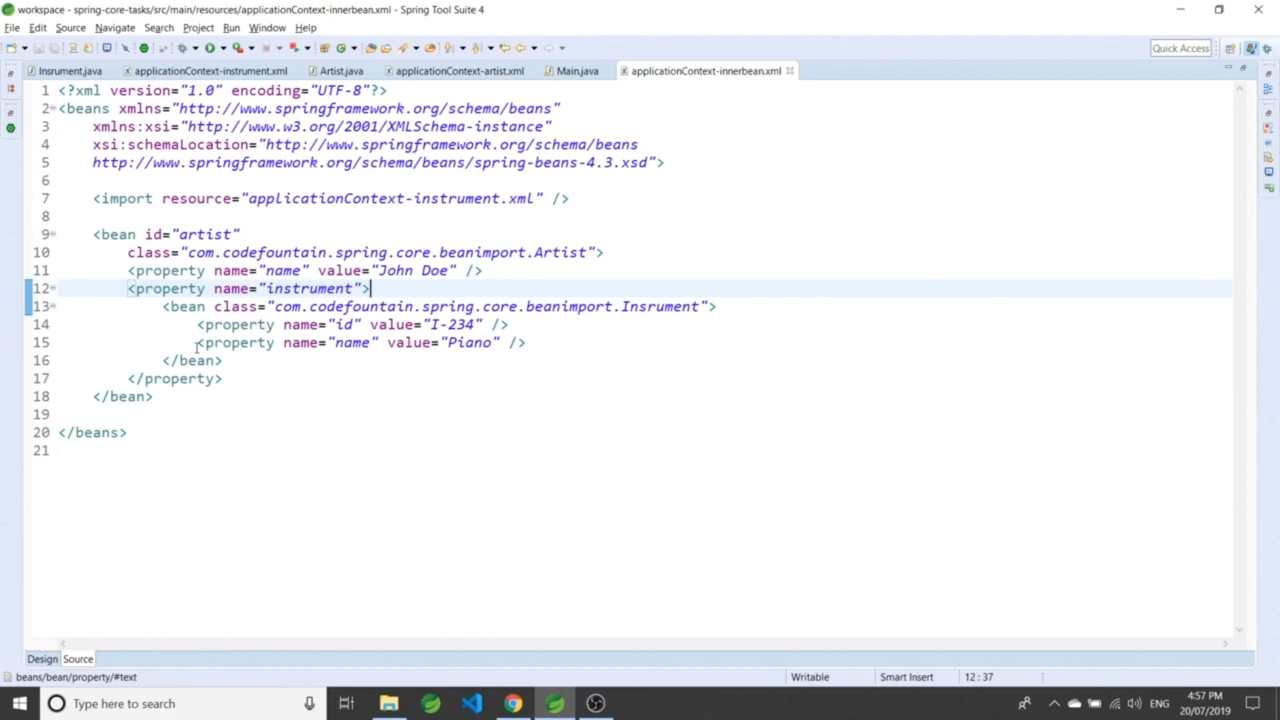 workspace - spring-core-tasks/src/main/resources/applicationContext-innerbean.xml - Spring Tool Suite 4
File Edit Source Navigate Search Project Run Window Help
Quick Access
Insrument.java applicationContext-instrument.xml Artist.java applicationContext-artist.xml Main.java applicationContext-innerbean.xml
1 <?xml version="1.0" encoding="UTF-8"?>
2 <beans xmlns="http://www.springframework.org/schema/beans"
3 xmlns:xsi="http://www.w3.org/2001/XMLSchema-instance"
4 xsi:schemaLocation="http://www.springframework.org/schema/beans
5 http://www.springframework.org/schema/beans/spring-beans-4.3.xsd">
6
7 <import resource="applicationContext-instrument.xml" />
8
9 <bean id="artist"
10 class="com.codefountain.spring.core.beanimport.Artist">
11 <property name="name" value="John Doe" />
12 <property name="instrument">
13 <bean class="com.codefountain.spring.core.beanimport.Insrument">
14 <property name="id" value="I-234" />
15 <property name="name" value="Piano" />
16 </bean>
17 </property>
18 </bean>
19
20 </beans>
21
Design Source
beans/bean/property/#text Writable Smart Insert 12 : 37
Type here to search
ENG
4:57 PM
20/07/2019